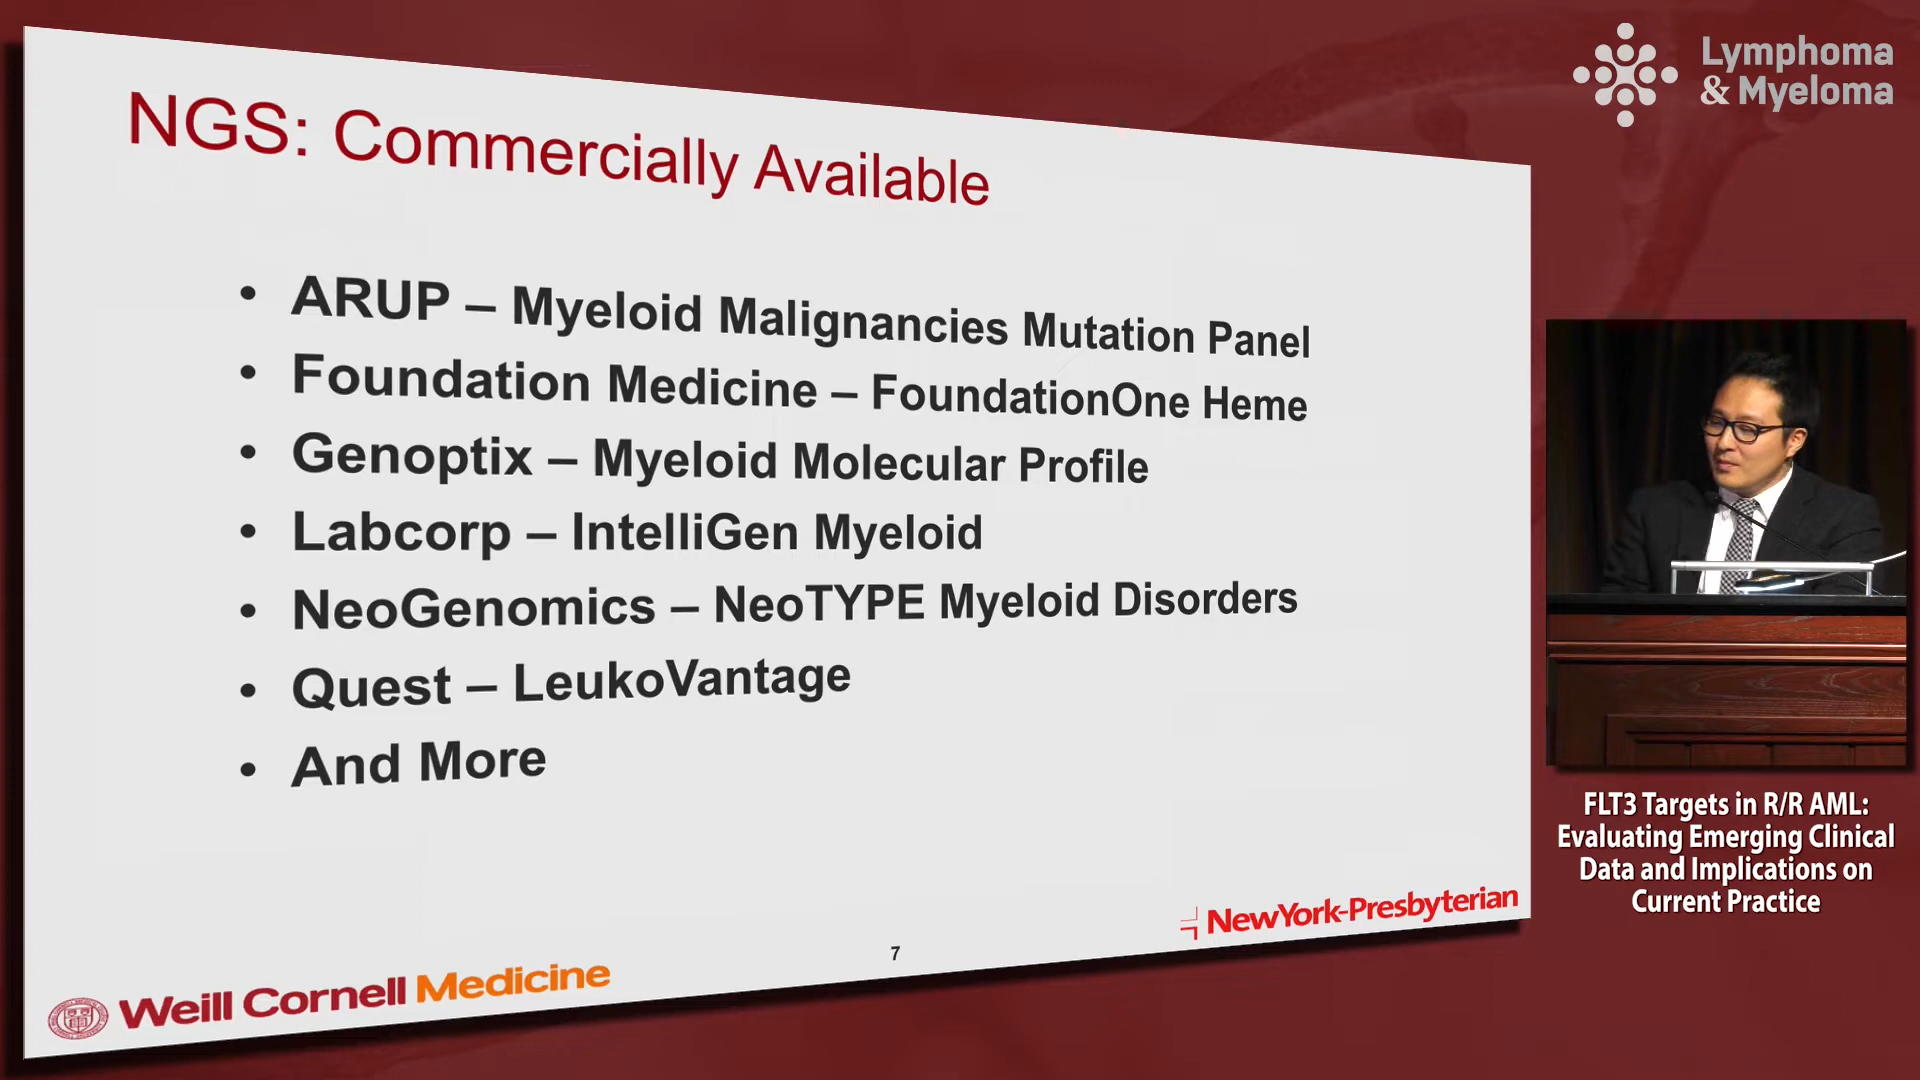 NGS: Commercially Available
• ARUP – Myeloid Malignancies Mutation Panel
• Foundation Medicine – FoundationOne Heme
• Genoptix – Myeloid Molecular Profile
• Labcorp – IntelliGen Myeloid
• NeoGenomics – NeoTYPE Myeloid Disorders
• Quest – LeukoVantage
• And More
NewYork-Presbyterian
7
Weill Cornell Medicine
Lymphoma
& Myeloma
FLT3 Targets in R/R AML:
Evaluating Emerging Clinical
Data and Implications on
Current Practice